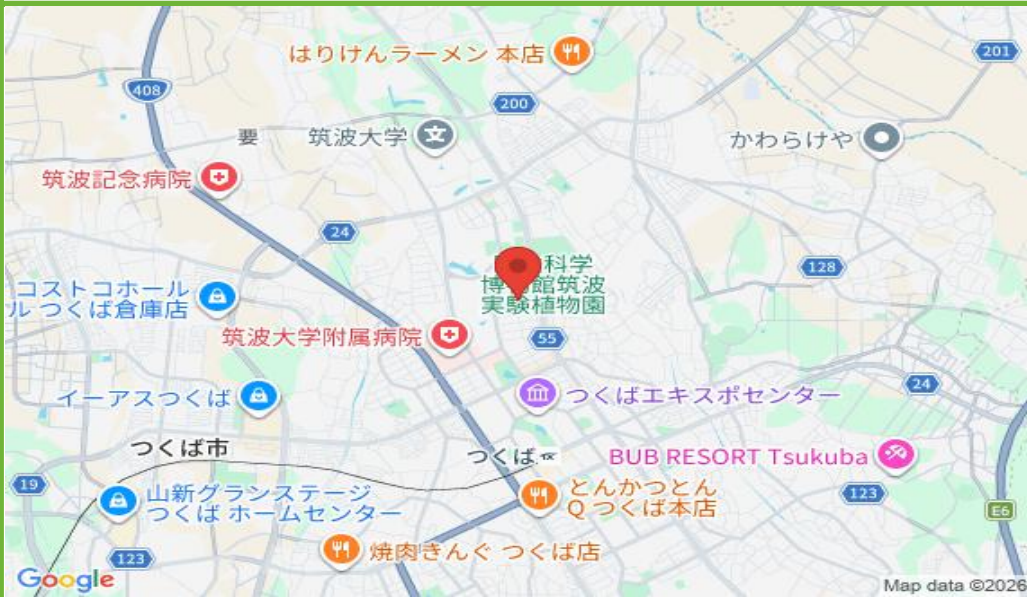 はりけんラーメン 本店
201
408
200
要
筑波大学
文
かわらけや
筑波記念病院
24
128
科学
博 館筑波
実験植物園
コストコホール
ル つくば倉庫店
筑波大学附属病院
55
24
イーアスつくば
つくばエキスポセンター
つくば市
つくば
TX
BUB RESORT Tsukuba
19
山新グランステージ
つくば ホームセンター
とんかつとん
Q つくば本店
123
E6
焼肉きんぐ つくば店
123
Google
Map data ©2026